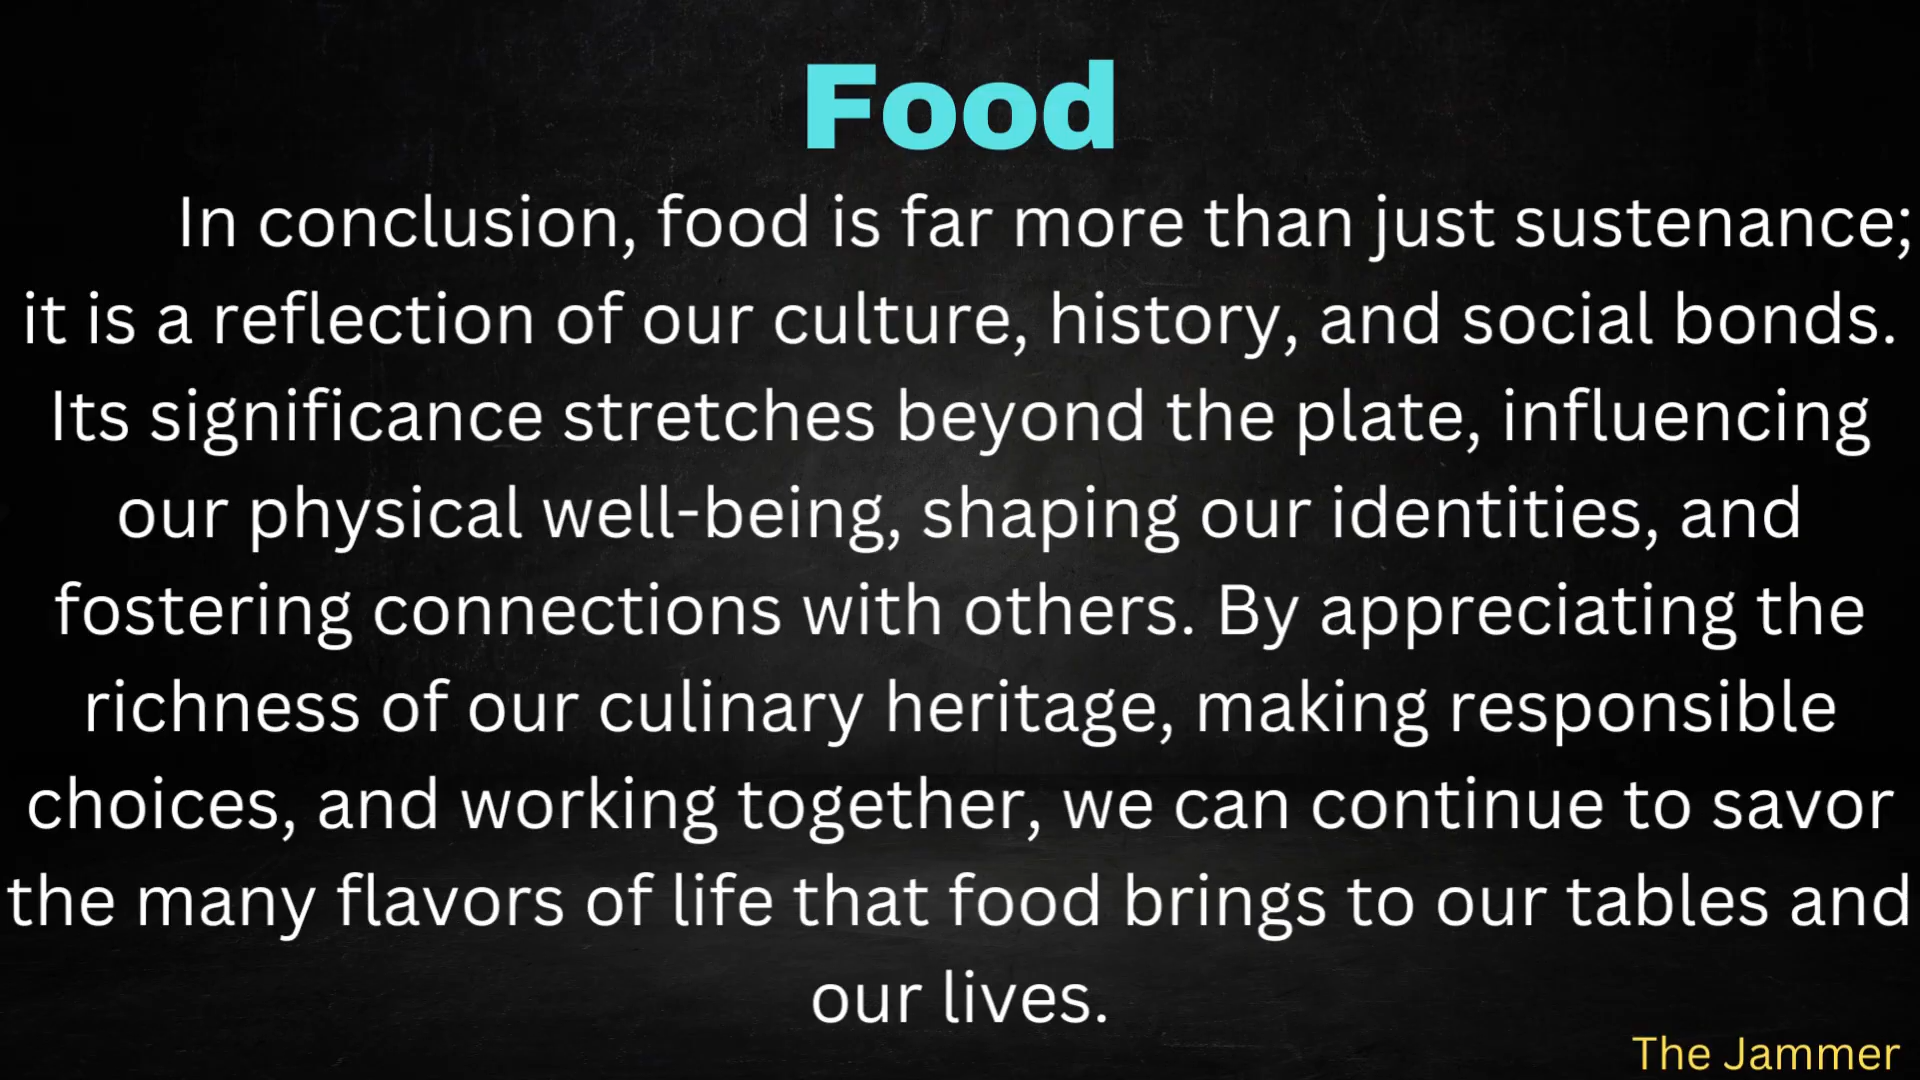 Food
In conclusion, food is far more than just sustenance;
it is a reflection of our culture, history, and social bonds.
Its significance stretches beyond the plate, influencing
our physical well-being, shaping our identities, and
fostering connections with others. By appreciating the
richness of our culinary heritage, making responsible
choices, and working together, we can continue to savor
the many flavors of life that food brings to our tables and
our lives.
The Jammer